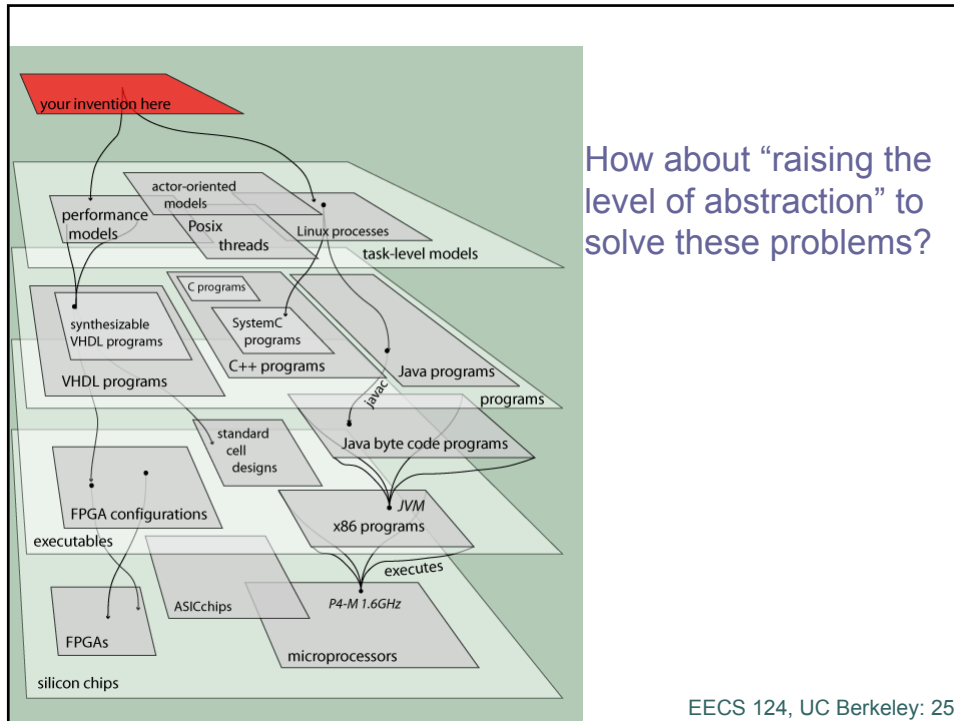 your invention here
How about “raising the
level of abstraction” to
solve these problems?
actor-oriented
models
performance
models
Posix
threads
Linux processes
task-level models
C programs
synthesizable
VHDL programs
SystemC
programs
C++ programs
VHDL programs
Java programs
programs
javac
standard
cell
designs
Java byte code programs
FPGA configurations
JVM
x86 programs
executables
executes
ASICchips
P4-M 1.6GHz
FPGAs
microprocessors
silicon chips
EECS 124, UC Berkeley: 25